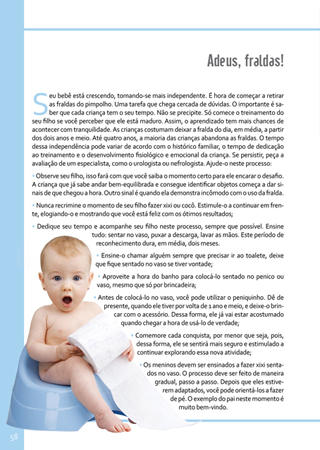 Adeus, fraldas!
Seu bebê está crescendo, tornando-se mais independente. É hora de começar a retirar
as fraldas do pimpolho. Uma tarefa que chega cercada de dúvidas. O importante é sa-
ber que cada criança tem o seu tempo. Não se precipite. Só comece o treinamento do
seu filho se você perceber que ele está maduro. Assim, o aprendizado tem mais chances de
acontecer com tranquilidade. As crianças costumam deixar a fralda do dia, em média, a partir
dos dois anos e meio. Até quatro anos, a maioria das crianças abandona as fraldas. O tempo
dessa independência pode variar de acordo com o histórico familiar, o tempo de dedicação
ao treinamento e o desenvolvimento fisiológico e emocional da criança. Se persistir, peça a
avaliação de um especialista, como o urologista ou nefrologista. Ajude-o neste processo:
· Observe seu filho, isso fará com que você saiba o momento certo para ele encarar o desafio.
A criança que já sabe andar bem-equilibrada e consegue identificar objetos começa a dar si-
nais de que chegou a hora. Outro sinal é quando ela demonstra incômodo com o uso da fralda.
· Nunca recrimine o momento de seu filho fazer xixi ou cocô. Estimule-o a continuar em fren-
te, elogiando-o e mostrando que você está feliz com os ótimos resultados;
· Dedique seu tempo e acompanhe seu filho neste processo, sempre que possível. Ensine
tudo: sentar no vaso, puxar a descarga, lavar as mãos. Este período de
reconhecimento dura, em média, dois meses.
· Ensine-o chamar alguém sempre que precisar ir ao toalete, deixe
que fique sentado no vaso se tiver vontade;
· Aproveite a hora do banho para colocá-lo sentado no penico ou
vaso, mesmo que só por brincadeira;
· Antes de colocá-lo no vaso, você pode utilizar o peniquinho. Dê de
presente, quando ele tiver por volta de 1 ano e meio, e deixe-o brin-
car com o acessório. Dessa forma, ele já vai estar acostumado
quando chegar a hora de usá-lo de verdade;
· Comemore cada conquista, por menor que seja, pois,
dessa forma, ele se sentirá mais seguro e estimulado a
continuar explorando essa nova atividade;
· Os meninos devem ser ensinados a fazer xixi senta-
dos no vaso. O processo deve ser feito de maneira
gradual, passo a passo. Depois que eles estive-
rem adaptados, você pode orientá-los a fazer
de pé. O exemplo do pai neste momento é
muito bem-vindo.
58